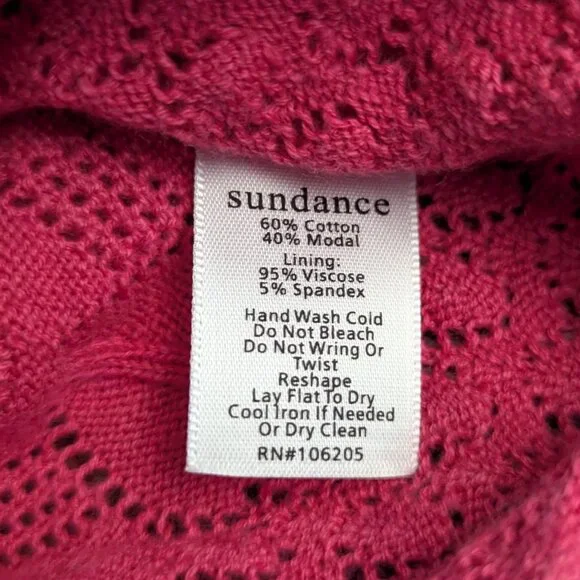 sundance
60% Cotton
40% Modal
Lining:
95% Viscose
5% Spandex
Hand Wash Cold
Do Not Bleach
Do Not Wring Or
Twist
Reshape
Lay Flat To Dry
Cool Iron If Needed
Or Dry Clean
RN#106205